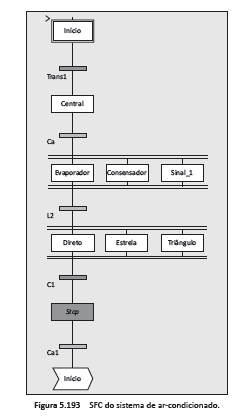 Início
Trans1
Central
Ca
Evaporador Consensador Sinal_1
L2
Direto Estrela Triângulo
C1
Stop
Ca1
Início
Figura 5.193 SFC do sistema de ar-condicionado.